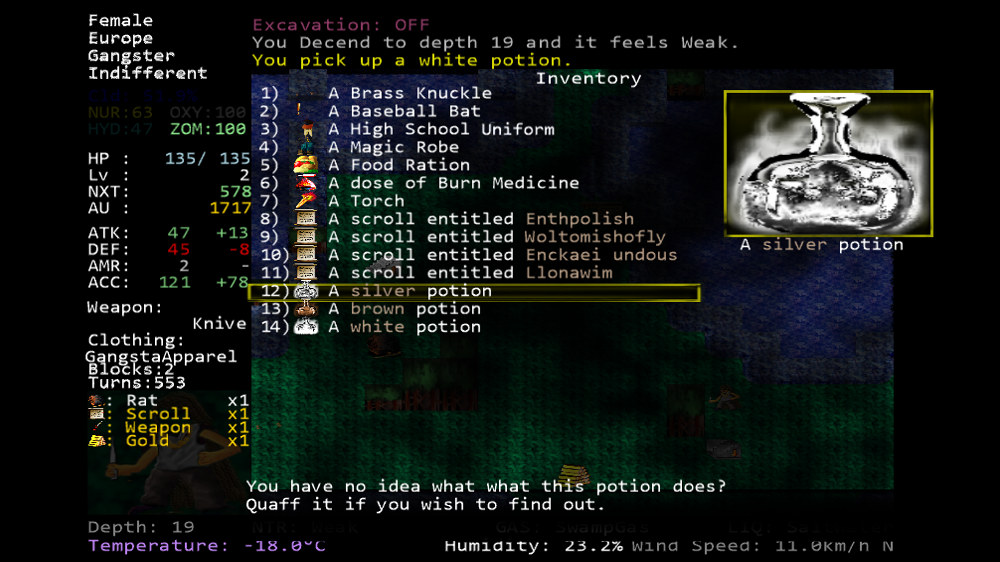 Female
Europe
Gangster
Indifferent
NUR:63 OXY:100
HYD:47 ZOM:100
HP : 135/ 135
Lv : 2
NXT: 578
AU : 1717
ATK: 47 +13
DEF: 45 -8
AMR: 2 -
ACC: 121 +78
Weapon:
Knive
Clothing:
GangstaApparel
Blocks:2
Turns:553
: Rat x1
: Scroll x1
: Weapon x1
: Gold x1
Excavation: OFF
You Decend to depth 19 and it feels Weak.
You pick up a white potion.
Inventory
1) A Brass Knuckle
2) A Baseball Bat
3) A High School Uniform
4) A Magic Robe
5) A Food Ration
6) A dose of Burn Medicine
7) A Torch
8) A scroll entitled Enthpolish
9) A scroll entitled Woltomishofly
10) A scroll entitled Enckaei undous
11) A scroll entitled Llonawim
12) A silver potion
13) A brown potion
14) A white potion
A silver potion
You have no idea what what this potion does?
Quaff it if you wish to find out.
Depth: 19 NTR: Weak GAS: SwampGas LIQ:
Temperature: -18.0°C Humidity: 23.2% Wind Speed: 11.0km/h N